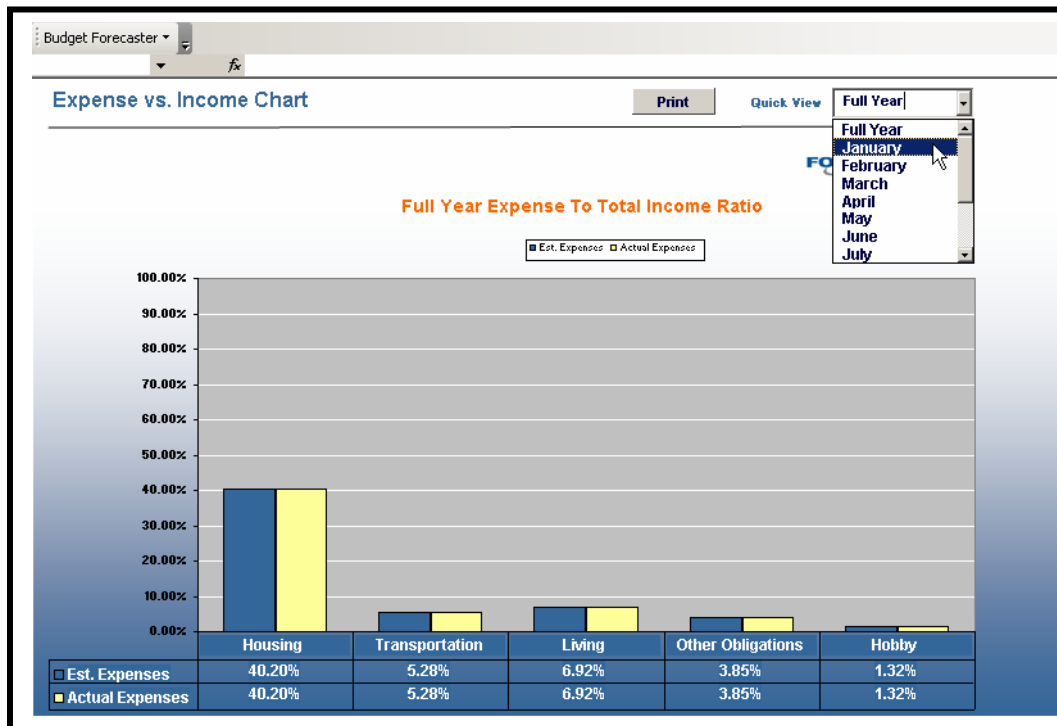 Budget Forecaster
fx
Expense vs. Income Chart
Print
Quick View
Full Year
Full Year
January
February
March
April
May
June
July
Full Year Expense To Total Income Ratio
Est. Expenses Actual Expenses
100.00%
90.00%
80.00%
70.00%
60.00%
50.00%
40.00%
30.00%
20.00%
10.00%
0.00%
Housing Transportation Living Other Obligations Hobby
Est. Expenses 40.20% 5.28% 6.92% 3.85% 1.32%
Actual Expenses 40.20% 5.28% 6.92% 3.85% 1.32%